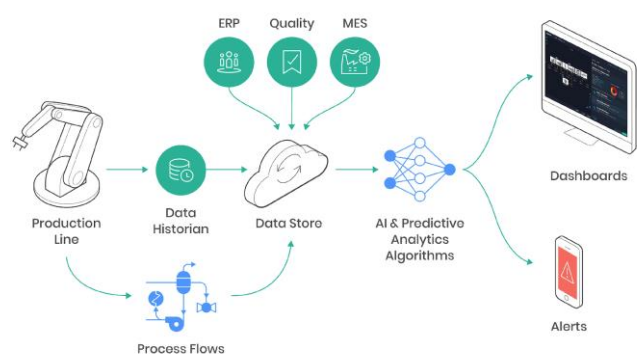 ERP
Quality
MES
Production
Line
Data
Historian
Data Store
AI & Predictive
Analytics
Algorithms
Dashboards
Process Flows
Alerts